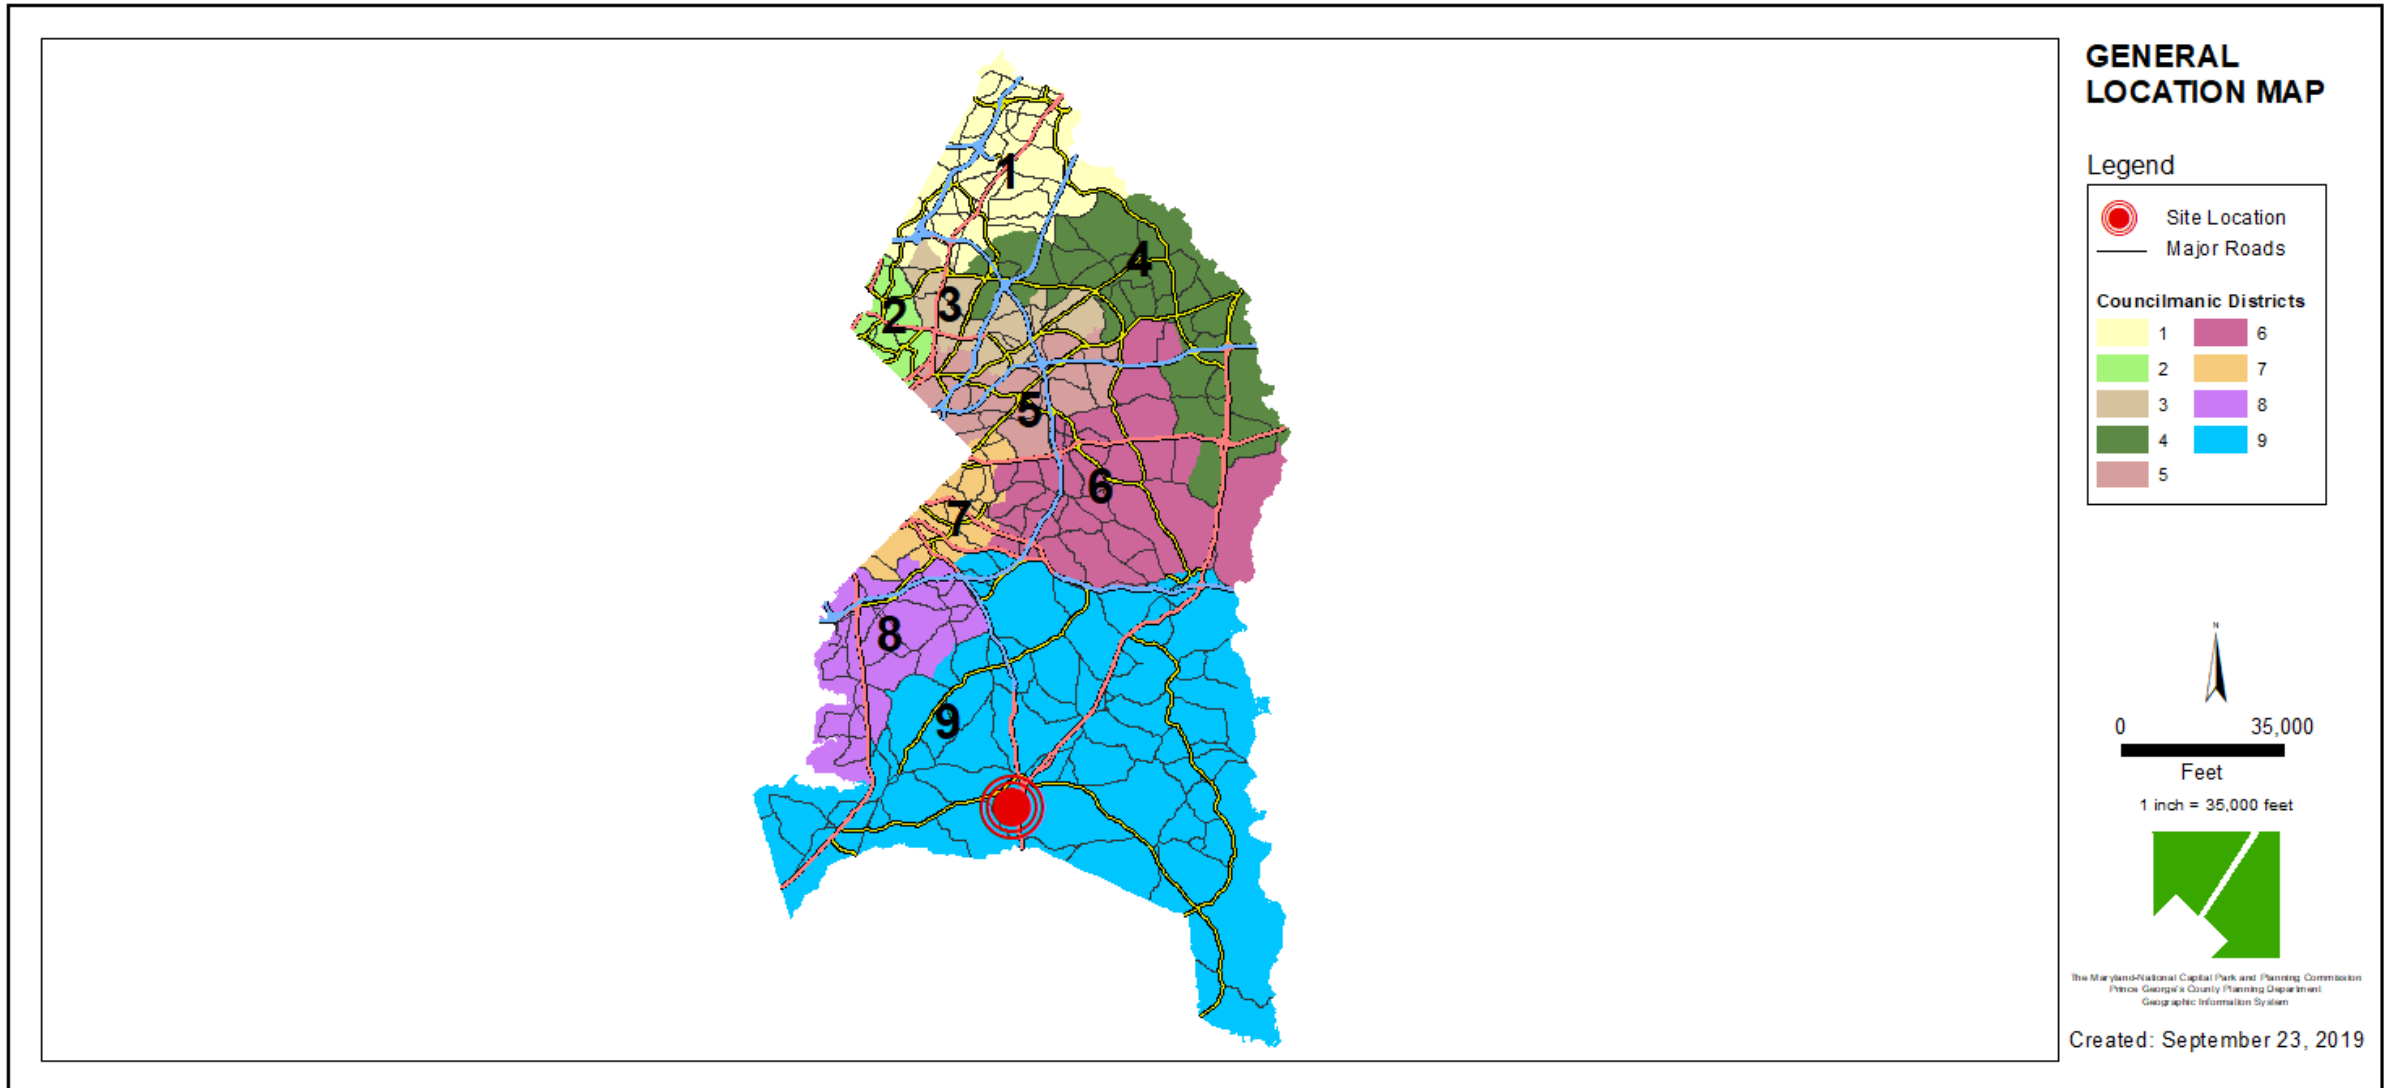 GENERAL
LOCATION MAP
Legend
Site Location
Major Roads
Councilmanic Districts
1 6
2 7
3 8
4 9
5
1
4
3
2
5
6
7
8
9
N
0 35,000
Feet
1 inch = 35,000 feet
The Maryland-National Capital Park and Planning Commission
Prince George's County Planning Department
Geographic Information System
Created: September 23, 2019